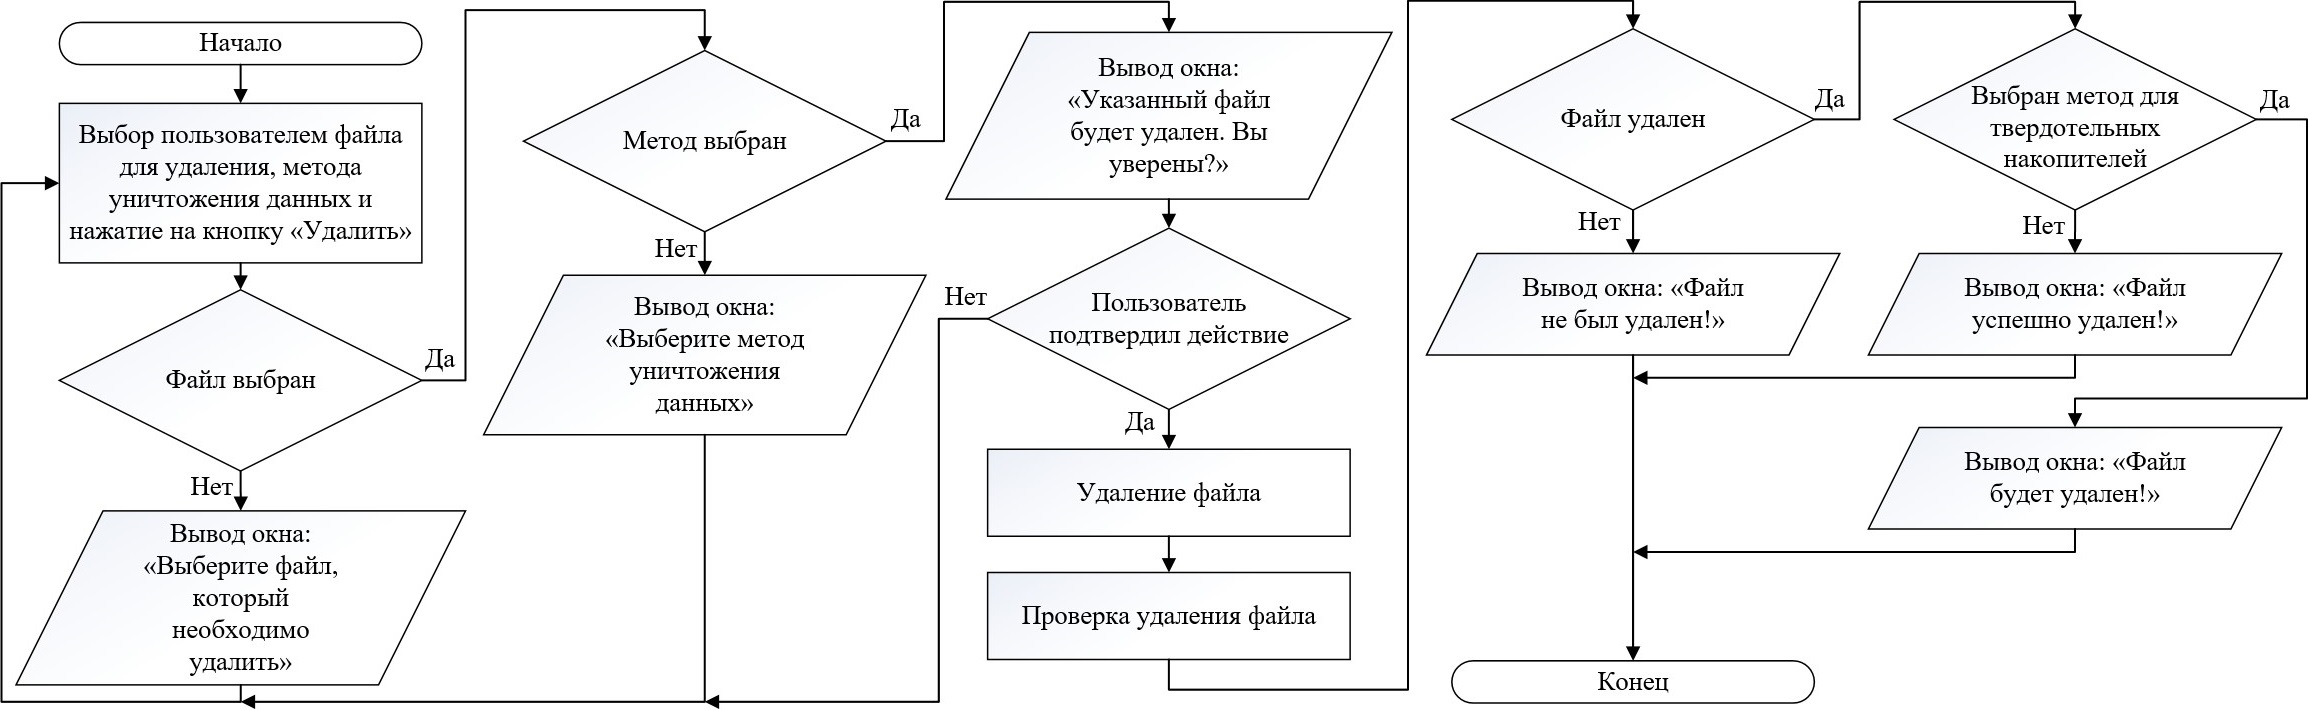 Начало
Выбор пользователем файла
для удаления, метода
уничтожения данных и
нажатие на кнопку «Удалить»
Файл выбран
Да
Нет
Вывод окна:
«Выберите файл,
который
необходимо
удалить»
Метод выбран
Да
Нет
Вывод окна:
«Выберите метод
уничтожения
данных»
Вывод окна:
«Указанный файл
будет удален. Вы
уверены?»
Пользователь
подтвердил действие
Нет
Да
Удаление файла
Проверка удаления файла
Файл удален
Да
Нет
Вывод окна: «Файл
не был удален!»
Выбран метод для
твердотельных
накопителей
Да
Нет
Вывод окна: «Файл
успешно удален!»
Вывод окна: «Файл
будет удален!»
Конец